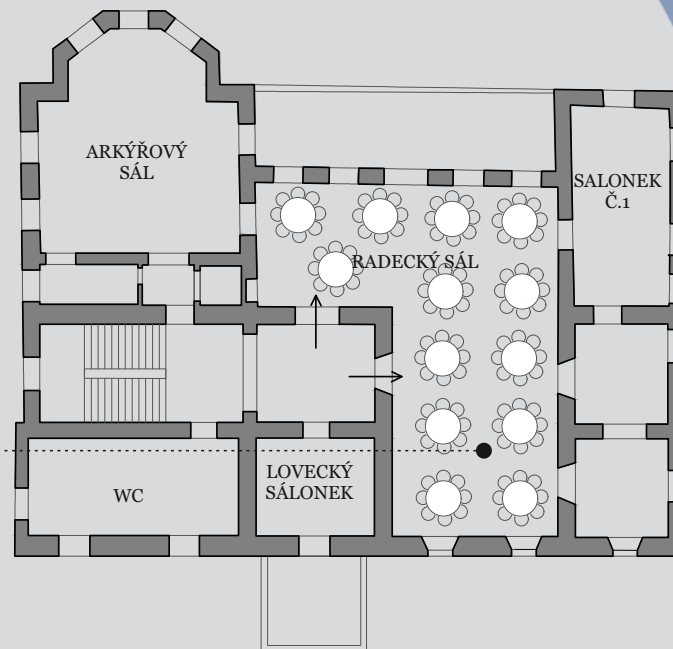 ARKÝŘOVÝ
SÁL
SALONEK
Č.1
RADECKÝ SÁL
LOVECKÝ
SÁLONEK
WC